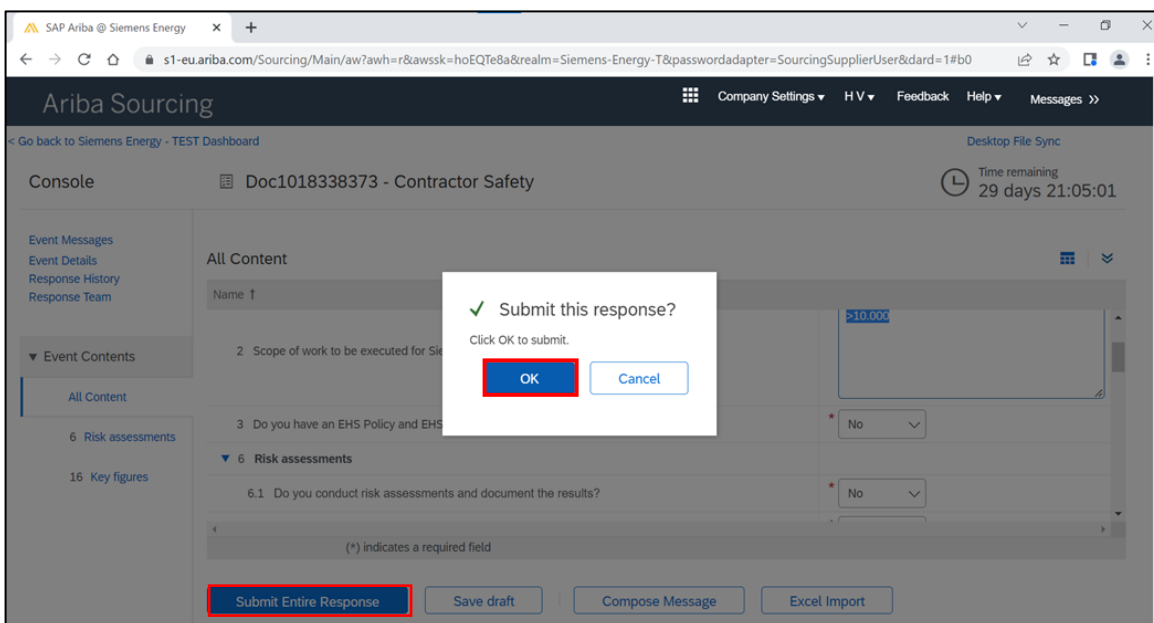 SAP Ariba @ Siemens Energy
s1-eu.ariba.com/Sourcing/Main/aw?awh=r&awssk=hoEQTe8a&realm=Siemens-Energy-T&passwordadapter=SourcingSupplierUser&dard=1#b0
Ariba Sourcing
Company Settings H V Feedback Help Messages
< Go back to Siemens Energy - TEST Dashboard Desktop File Sync
Console Doc1018338373 - Contractor Safety
Time remaining
29 days 21:05:01
Event Messages
Event Details
Response History
Response Team
Event Contents
All Content
6 Risk assessments
16 Key figures
All Content
Name ↑
>10.000
2 Scope of work to be executed for Sie
3 Do you have an EHS Policy and EHS * No
6 Risk assessments
6.1 Do you conduct risk assessments and document the results? * No
(*) indicates a required field
Submit this response?
Click OK to submit.
OK Cancel
Submit Entire Response Save draft Compose Message Excel Import